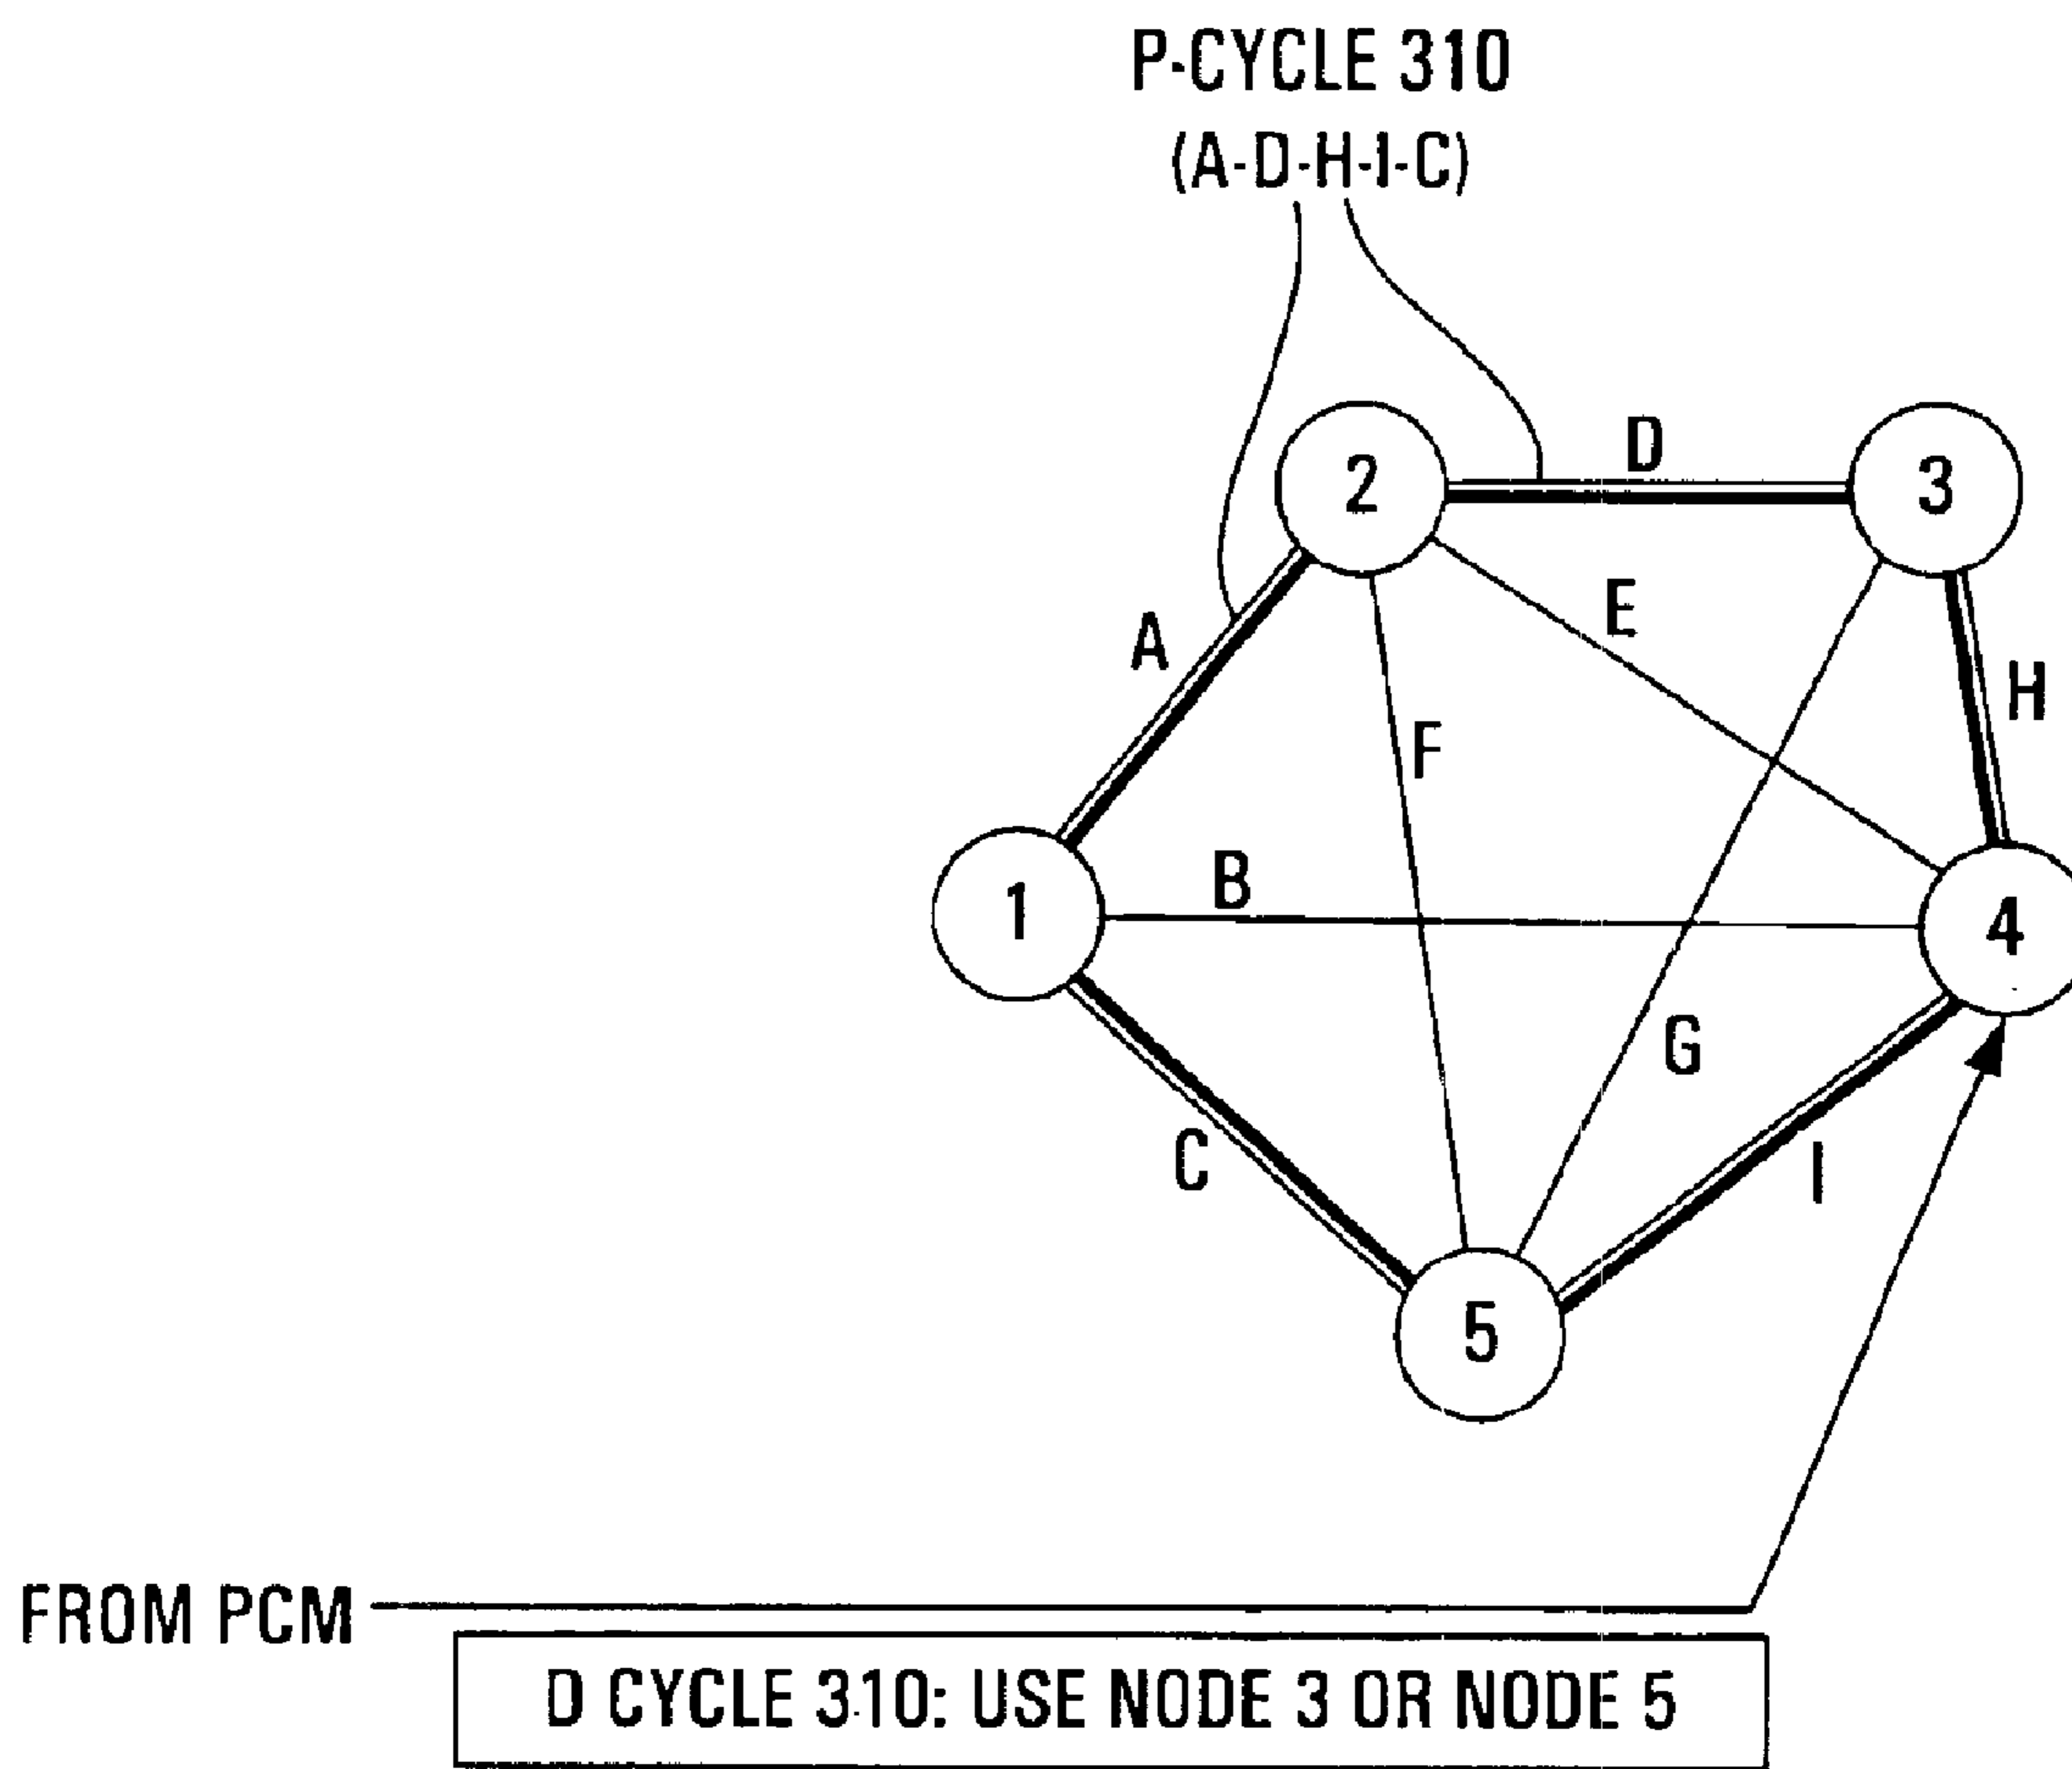 P-CYCLE 310
(A-D-H-I-C)
2
D
3
E
A
H
F
B
1
4
G
C
I
5
FROM PCM
D CYCLE 310: USE NODE 3 OR NODE 5